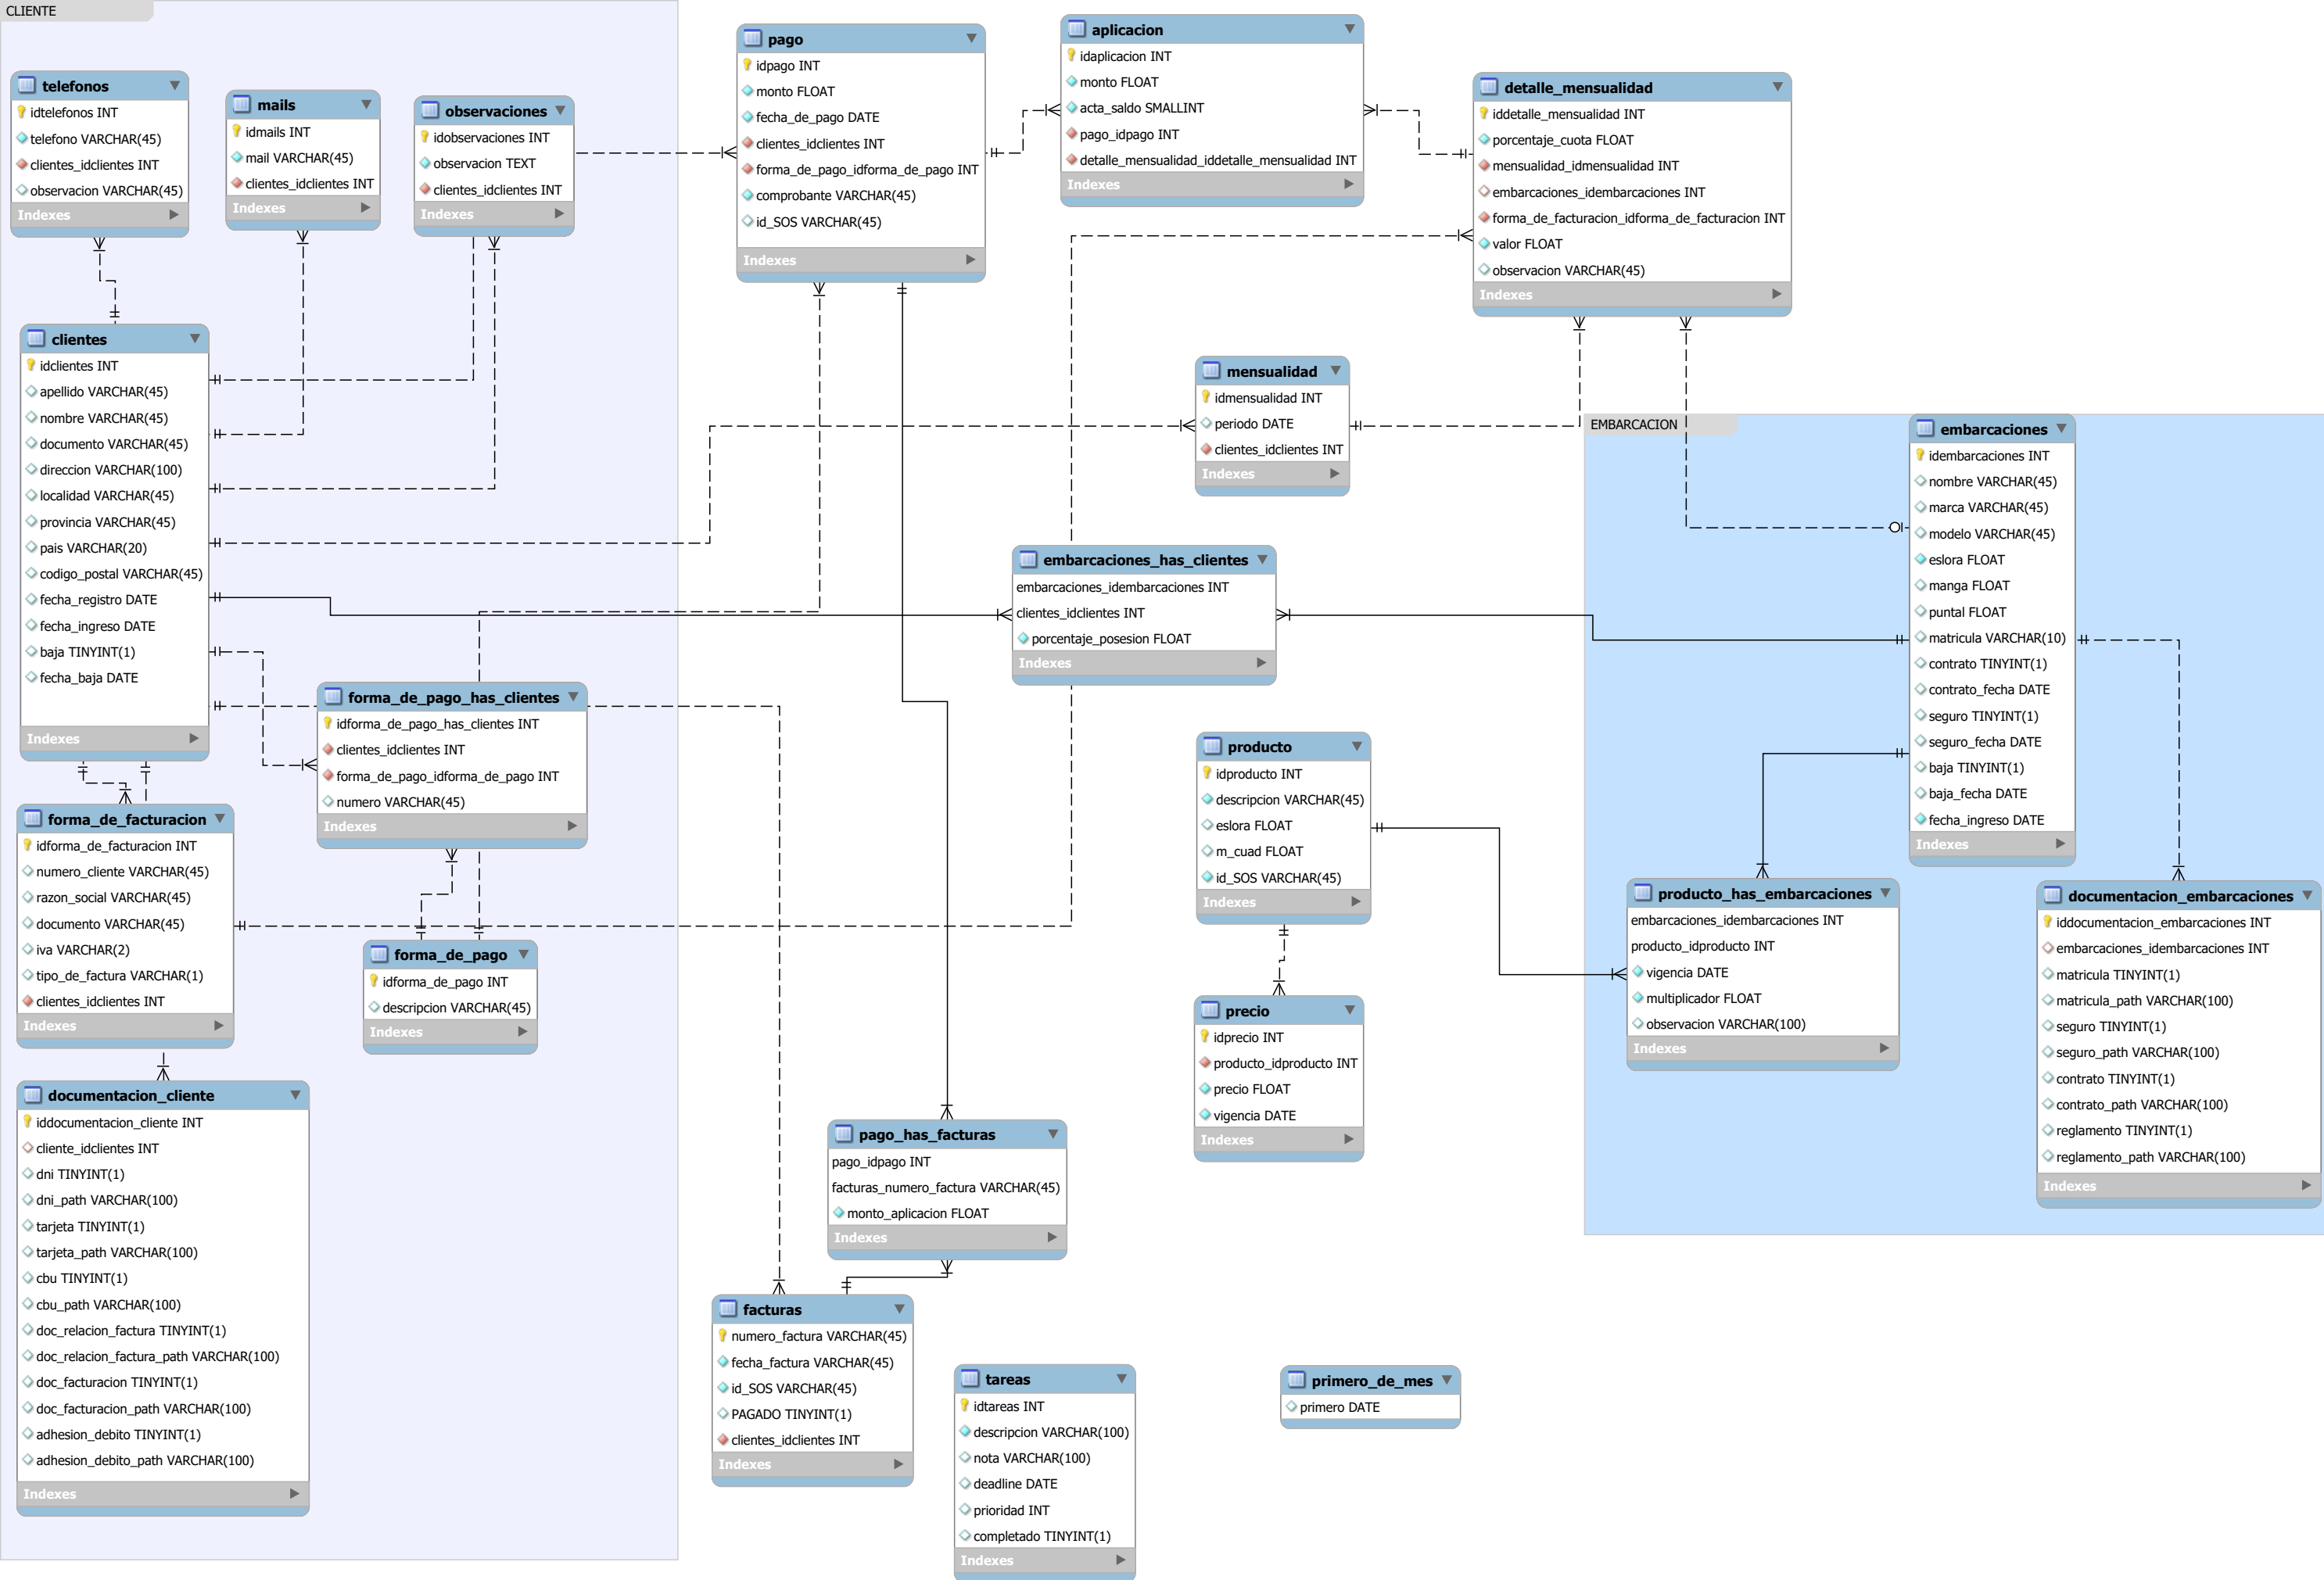 CLIENTE
telefonos
idtelefonos INT
telefono VARCHAR(45)
clientes_idclientes INT
observacion VARCHAR(45)
Indexes
mails
idmails INT
mail VARCHAR(45)
clientes_idclientes INT
Indexes
observaciones
idobservaciones INT
observacion TEXT
clientes_idclientes INT
Indexes
pago
idpago INT
monto FLOAT
fecha_de_pago DATE
clientes_idclientes INT
forma_de_pago_idforma_de_pago INT
comprobante VARCHAR(45)
id_SOS VARCHAR(45)
Indexes
aplicacion
idaplicacion INT
monto FLOAT
acta_saldo SMALLINT
pago_idpago INT
detalle_mensualidad_iddetalle_mensualidad INT
Indexes
detalle_mensualidad
iddetalle_mensualidad INT
porcentaje_cuota FLOAT
mensualidad_idmensualidad INT
embarcaciones_idembarcaciones INT
forma_de_facturacion_idforma_de_facturacion INT
valor FLOAT
observacion VARCHAR(45)
Indexes
clientes
idclientes INT
apellido VARCHAR(45)
nombre VARCHAR(45)
documento VARCHAR(45)
direccion VARCHAR(100)
localidad VARCHAR(45)
provincia VARCHAR(45)
pais VARCHAR(20)
codigo_postal VARCHAR(45)
fecha_registro DATE
fecha_ingreso DATE
baja TINYINT(1)
fecha_baja DATE
Indexes
mensualidad
idmensualidad INT
periodo DATE
clientes_idclientes INT
Indexes
EMBARCACION
embarcaciones
idembarcaciones INT
nombre VARCHAR(45)
marca VARCHAR(45)
modelo VARCHAR(45)
eslora FLOAT
manga FLOAT
puntal FLOAT
matricula VARCHAR(10)
contrato TINYINT(1)
contrato_fecha DATE
seguro TINYINT(1)
seguro_fecha DATE
baja TINYINT(1)
baja_fecha DATE
fecha_ingreso DATE
Indexes
embarcaciones_has_clientes
embarcaciones_idembarcaciones INT
clientes_idclientes INT
porcentaje_posesion FLOAT
Indexes
forma_de_pago_has_clientes
idforma_de_pago_has_clientes INT
clientes_idclientes INT
forma_de_pago_idforma_de_pago INT
numero VARCHAR(45)
Indexes
producto
idproducto INT
descripcion VARCHAR(45)
eslora FLOAT
m_cuad FLOAT
id_SOS VARCHAR(45)
Indexes
forma_de_facturacion
idforma_de_facturacion INT
numero_cliente VARCHAR(45)
razon_social VARCHAR(45)
documento VARCHAR(45)
iva VARCHAR(2)
tipo_de_factura VARCHAR(1)
clientes_idclientes INT
Indexes
forma_de_pago
idforma_de_pago INT
descripcion VARCHAR(45)
Indexes
producto_has_embarcaciones
embarcaciones_idembarcaciones INT
producto_idproducto INT
vigencia DATE
multiplicador FLOAT
observacion VARCHAR(100)
Indexes
documentacion_embarcaciones
iddocumentacion_embarcaciones INT
embarcaciones_idembarcaciones INT
matricula TINYINT(1)
matricula_path VARCHAR(100)
seguro TINYINT(1)
seguro_path VARCHAR(100)
contrato TINYINT(1)
contrato_path VARCHAR(100)
reglamento TINYINT(1)
reglamento_path VARCHAR(100)
Indexes
precio
idprecio INT
producto_idproducto INT
precio FLOAT
vigencia DATE
Indexes
documentacion_cliente
iddocumentacion_cliente INT
cliente_idclientes INT
dni TINYINT(1)
dni_path VARCHAR(100)
tarjeta TINYINT(1)
tarjeta_path VARCHAR(100)
cbu TINYINT(1)
cbu_path VARCHAR(100)
doc_relacion_factura TINYINT(1)
doc_relacion_factura_path VARCHAR(100)
doc_facturacion TINYINT(1)
doc_facturacion_path VARCHAR(100)
adhesion_debito TINYINT(1)
adhesion_debito_path VARCHAR(100)
Indexes
pago_has_facturas
pago_idpago INT
facturas_numero_factura VARCHAR(45)
monto_aplicacion FLOAT
Indexes
facturas
numero_factura VARCHAR(45)
fecha_factura VARCHAR(45)
id_SOS VARCHAR(45)
PAGADO TINYINT(1)
clientes_idclientes INT
Indexes
tareas
idtareas INT
descripcion VARCHAR(100)
nota VARCHAR(100)
deadline DATE
prioridad INT
completado TINYINT(1)
Indexes
primero_de_mes
primero DATE